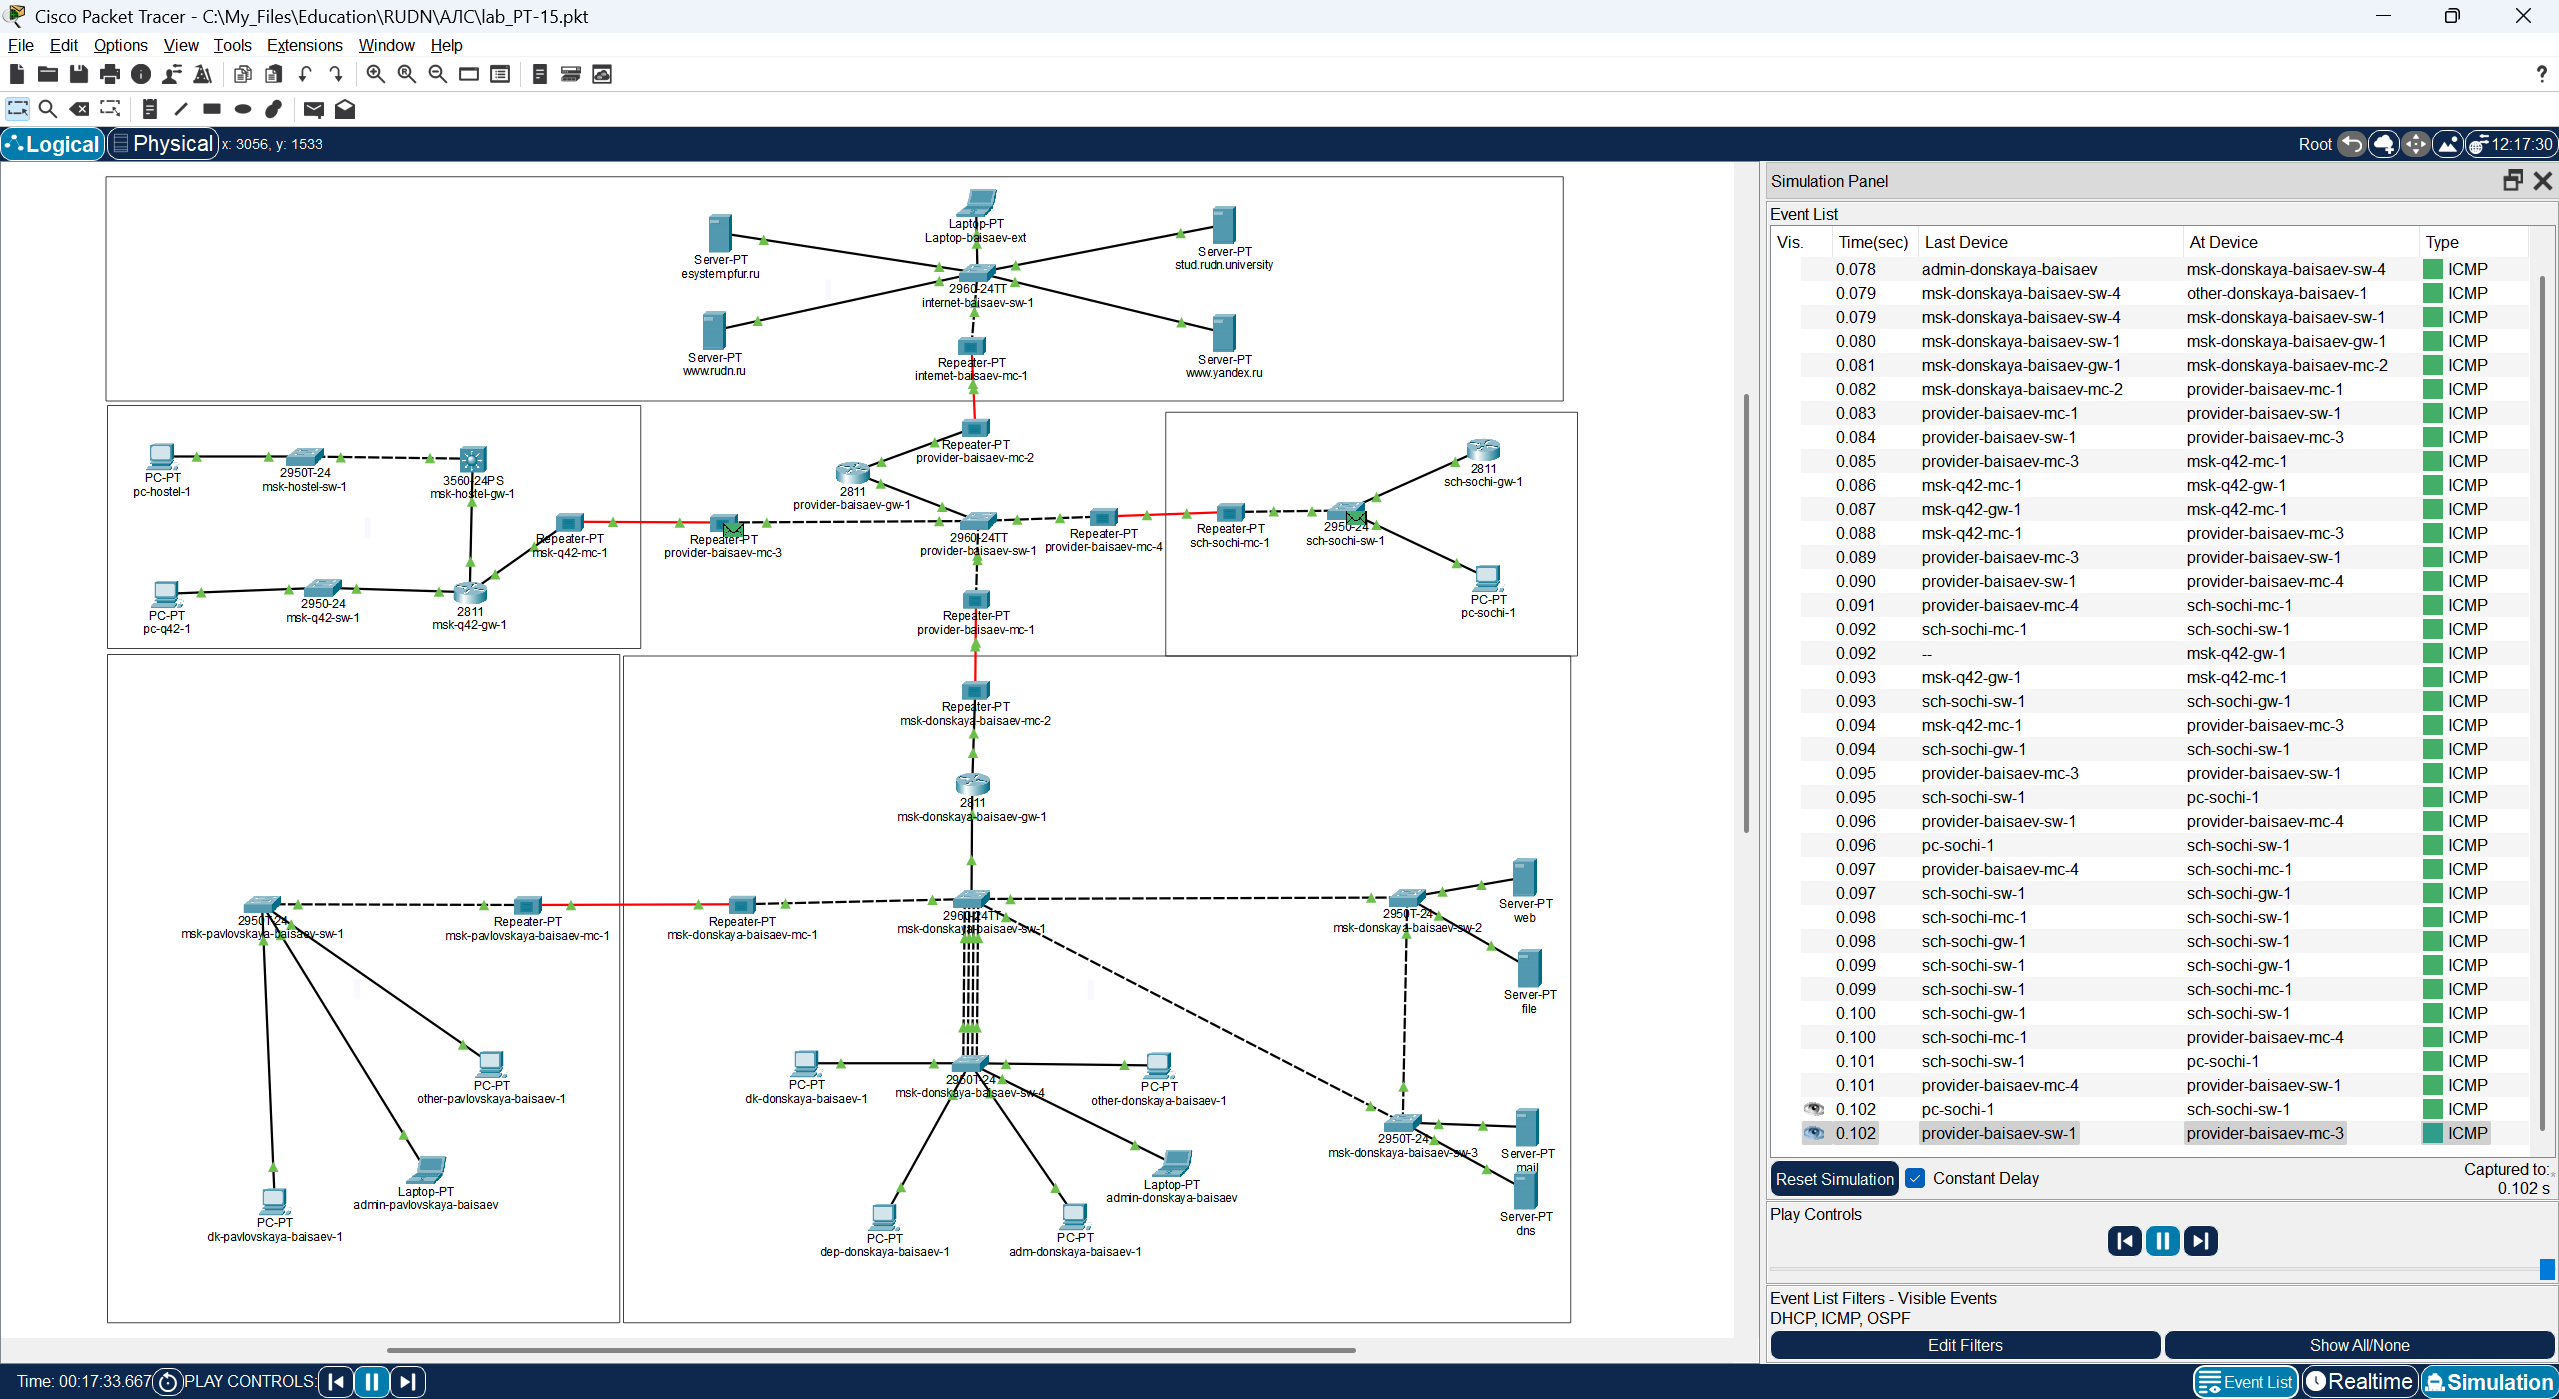 Cisco Packet Tracer - C:\My_Files\Education\RUDN\АЛС\lab_PT-15.pkt
File Edit Options View Tools Extensions Window Help
Logical Physical x: 3056, y: 1533
Root 12:17:30
Laptop-PT
Laptop-baisaev-ext
Server-PT
esystem.pfur.ru
Server-PT
stud.rudn.university
2960-24TT
internet-baisaev-sw-1
Server-PT
www.rudn.ru
Repeater-PT
internet-baisaev-mc-1
Server-PT
www.yandex.ru
PC-PT
pc-hostel-1
2950T-24
msk-hostel-sw-1
3560-24PS
msk-hostel-gw-1
Repeater-PT
msk-q42-mc-1
PC-PT
pc-q42-1
2950-24
msk-q42-sw-1
2811
msk-q42-gw-1
Repeater-PT
provider-baisaev-mc-2
2811
provider-baisaev-gw-1
Repeater-PT
provider-baisaev-mc-3
2960-24TT
provider-baisaev-sw-1
Repeater-PT
provider-baisaev-mc-4
Repeater-PT
provider-baisaev-mc-1
2811
sch-sochi-gw-1
Repeater-PT
sch-sochi-mc-1
2950-24
sch-sochi-sw-1
PC-PT
pc-sochi-1
Repeater-PT
msk-donskaya-baisaev-mc-2
2811
msk-donskaya-baisaev-gw-1
2950T-24
msk-pavlovskaya-baisaev-sw-1
Repeater-PT
msk-pavlovskaya-baisaev-mc-1
Repeater-PT
msk-donskaya-baisaev-mc-1
2960-24TT
msk-donskaya-baisaev-sw-1
2950T-24
msk-donskaya-baisaev-sw-2
Server-PT
web
Server-PT
file
PC-PT
other-pavlovskaya-baisaev-1
Laptop-PT
admin-pavlovskaya-baisaev
PC-PT
dk-pavlovskaya-baisaev-1
PC-PT
dk-donskaya-baisaev-1
2950T-24
msk-donskaya-baisaev-sw-4
PC-PT
other-donskaya-baisaev-1
2950T-24
msk-donskaya-baisaev-sw-3
Server-PT
mail
Laptop-PT
admin-donskaya-baisaev
Server-PT
dns
PC-PT
dep-donskaya-baisaev-1
PC-PT
adm-donskaya-baisaev-1
Simulation Panel
Event List
Vis. Time(sec) Last Device At Device Type
0.078 admin-donskaya-baisaev msk-donskaya-baisaev-sw-4 ICMP
0.079 msk-donskaya-baisaev-sw-4 other-donskaya-baisaev-1 ICMP
0.079 msk-donskaya-baisaev-sw-4 msk-donskaya-baisaev-sw-1 ICMP
0.080 msk-donskaya-baisaev-sw-1 msk-donskaya-baisaev-gw-1 ICMP
0.081 msk-donskaya-baisaev-gw-1 msk-donskaya-baisaev-mc-2 ICMP
0.082 msk-donskaya-baisaev-mc-2 provider-baisaev-mc-1 ICMP
0.083 provider-baisaev-mc-1 provider-baisaev-sw-1 ICMP
0.084 provider-baisaev-sw-1 provider-baisaev-mc-3 ICMP
0.085 provider-baisaev-mc-3 msk-q42-mc-1 ICMP
0.086 msk-q42-mc-1 msk-q42-gw-1 ICMP
0.087 msk-q42-gw-1 msk-q42-mc-1 ICMP
0.088 msk-q42-mc-1 provider-baisaev-mc-3 ICMP
0.089 provider-baisaev-mc-3 provider-baisaev-sw-1 ICMP
0.090 provider-baisaev-sw-1 provider-baisaev-mc-4 ICMP
0.091 provider-baisaev-mc-4 sch-sochi-mc-1 ICMP
0.092 sch-sochi-mc-1 sch-sochi-sw-1 ICMP
0.092 -- msk-q42-gw-1 ICMP
0.093 msk-q42-gw-1 msk-q42-mc-1 ICMP
0.093 sch-sochi-sw-1 sch-sochi-gw-1 ICMP
0.094 msk-q42-mc-1 provider-baisaev-mc-3 ICMP
0.094 sch-sochi-gw-1 sch-sochi-sw-1 ICMP
0.095 provider-baisaev-mc-3 provider-baisaev-sw-1 ICMP
0.095 sch-sochi-sw-1 pc-sochi-1 ICMP
0.096 provider-baisaev-sw-1 provider-baisaev-mc-4 ICMP
0.096 pc-sochi-1 sch-sochi-sw-1 ICMP
0.097 provider-baisaev-mc-4 sch-sochi-mc-1 ICMP
0.097 sch-sochi-sw-1 sch-sochi-gw-1 ICMP
0.098 sch-sochi-mc-1 sch-sochi-sw-1 ICMP
0.098 sch-sochi-gw-1 sch-sochi-sw-1 ICMP
0.099 sch-sochi-sw-1 sch-sochi-gw-1 ICMP
0.099 sch-sochi-sw-1 sch-sochi-mc-1 ICMP
0.100 sch-sochi-gw-1 sch-sochi-sw-1 ICMP
0.100 sch-sochi-mc-1 provider-baisaev-mc-4 ICMP
0.101 sch-sochi-sw-1 pc-sochi-1 ICMP
0.101 provider-baisaev-mc-4 provider-baisaev-sw-1 ICMP
0.102 pc-sochi-1 sch-sochi-sw-1 ICMP
0.102 provider-baisaev-sw-1 provider-baisaev-mc-3 ICMP
Reset Simulation Constant Delay Captured to:
0.102 s
Play Controls
Event List Filters - Visible Events
DHCP, ICMP, OSPF
Edit Filters Show All/None
Time: 00:17:33.667 PLAY CONTROLS: Event List Realtime Simulation